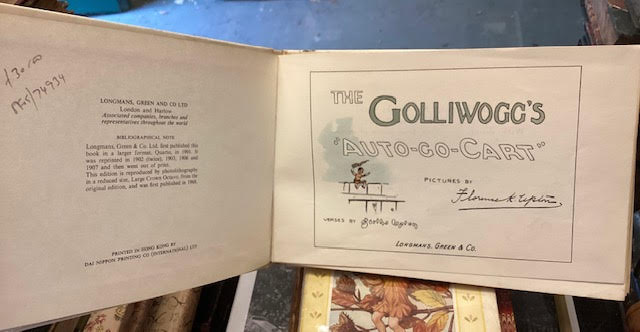 £30.00
LONGMANS, GREEN AND CO LTD
London and Harlow
Associated companies, branches and
representatives throughout the world
BIBLIOGRAPHICAL NOTE
Longmans, Green & Co. Ltd. first published this
book in a larger format, Quarto, in 1901. It
was reprinted in 1902 (twice), 1903, 1906 and
1907 and then went out of print.
This edition is reproduced by photolithography
in a reduced size, Large Crown Octavo, from the
original edition, and was first published in 1968.
PRINTED IN HONG KONG BY
DAI NIPPON PRINTING CO (INTERNATIONAL) LTD
THE GOLLIWOGG'S
"AUTO-GO-CART"
PICTURES BY
Florence K. Upton
VERSES BY Bertha Upton
LONGMANS, GREEN & CO.